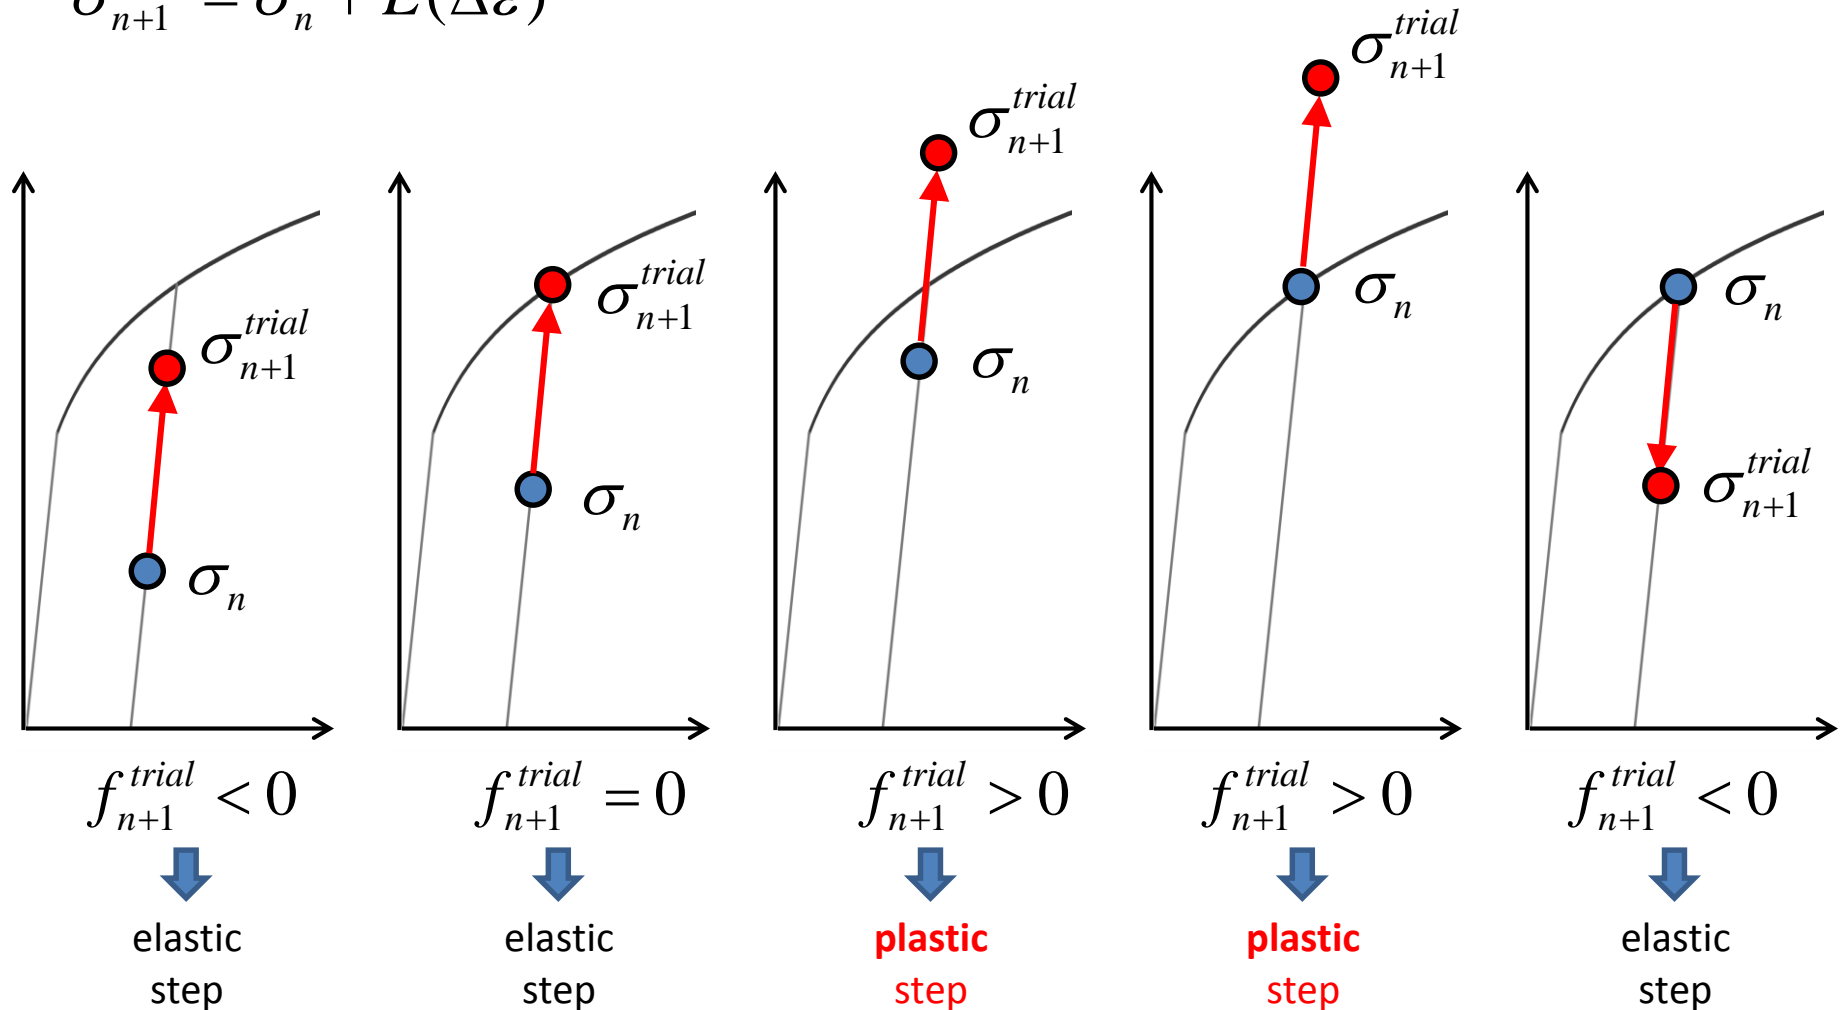 σ_{n+1} = σ_n + E(Δε)
σ_{n+1}^{trial}
σ_{n+1}^{trial}
σ_{n+1}^{trial}
σ_n
σ_{n+1}^{trial}
σ_n
σ_n
σ_n
σ_{n+1}^{trial}
σ_n
f_{n+1}^{trial} < 0
f_{n+1}^{trial} = 0
f_{n+1}^{trial} > 0
f_{n+1}^{trial} > 0
f_{n+1}^{trial} < 0
elastic
step
elastic
step
plastic
step
plastic
step
elastic
step